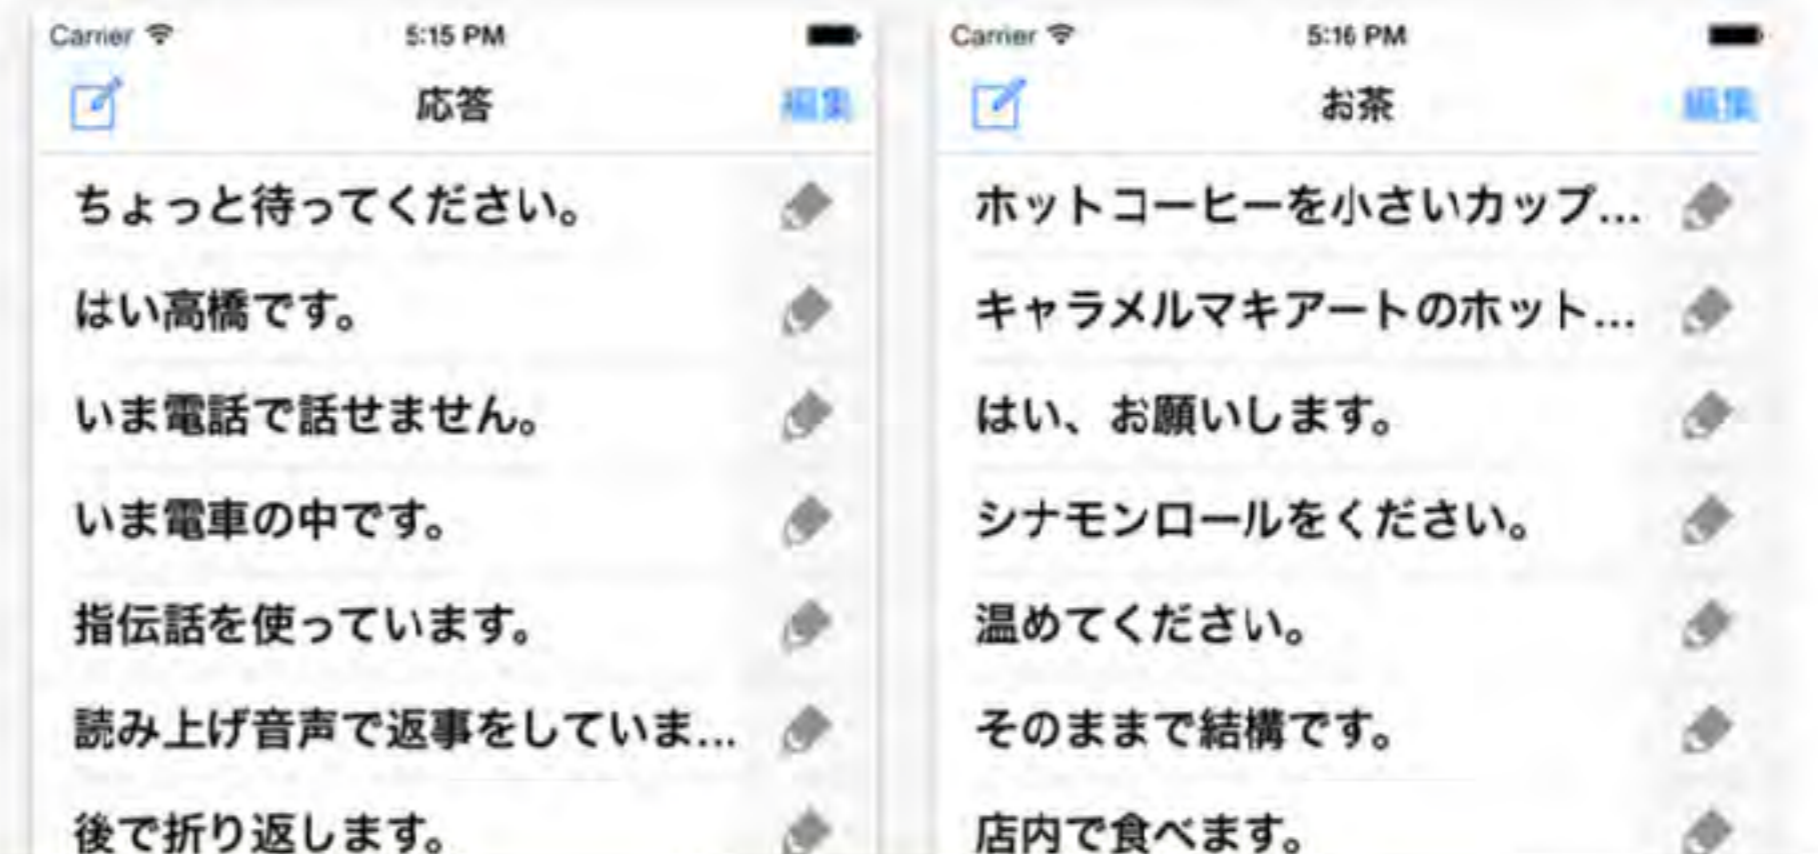 Carrier
5:15 PM
応答
編集
ちょっと待ってください。
はい高橋です。
いま電話で話せません。
いま電車の中です。
指伝話を使っています。
読み上げ音声で返事をしていま...
後で折り返します。
Carrier
5:16 PM
お茶
編集
ホットコーヒーを小さいカップ...
キャラメルマキアートのホット...
はい、お願いします。
シナモンロールをください。
温めてください。
そのままで結構です。
店内で食べます。